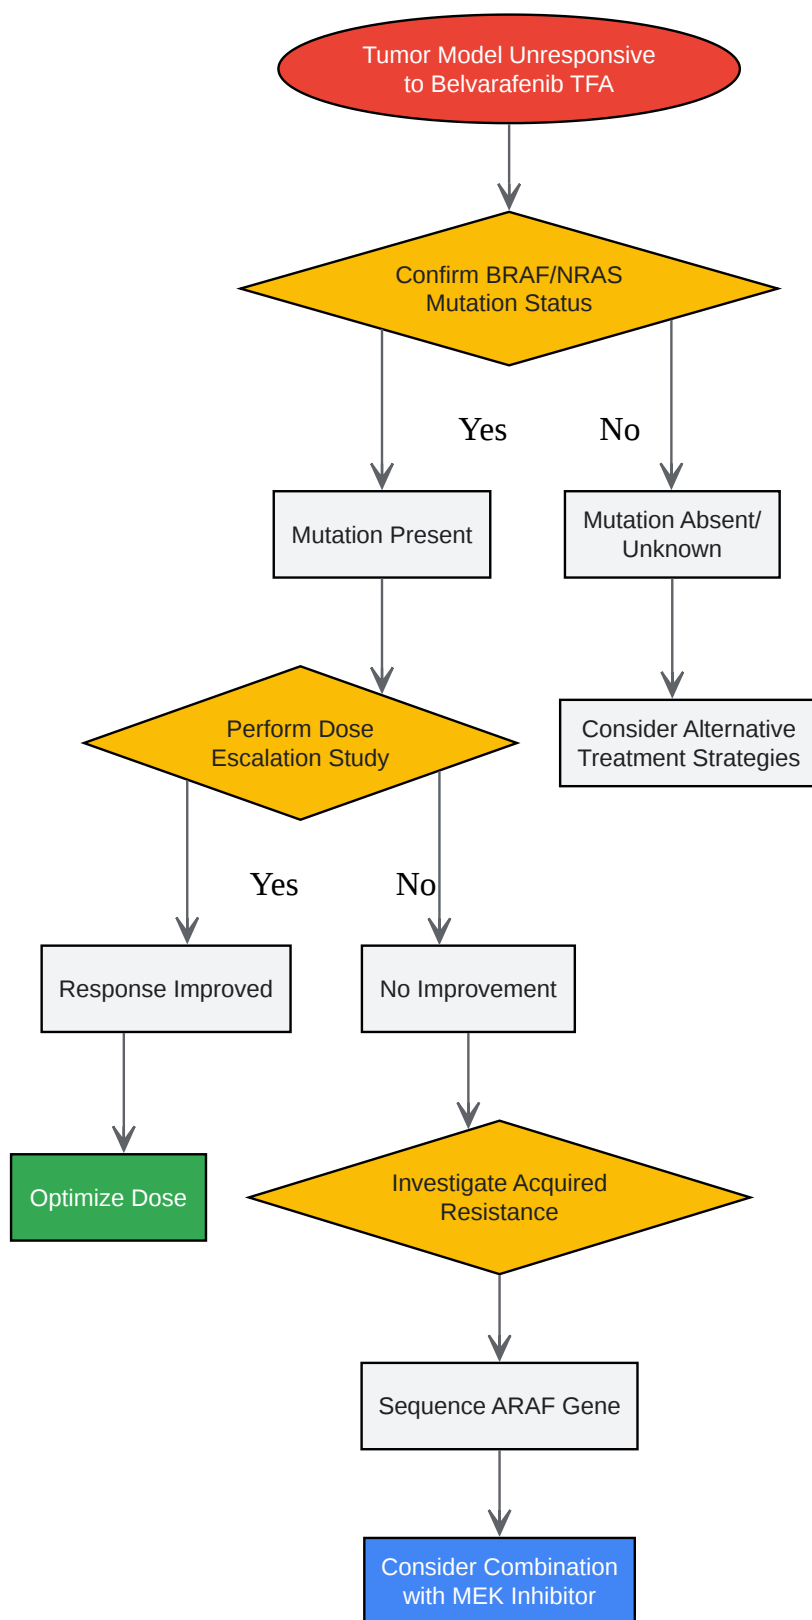 Tumor Model Unresponsive
to Belvarafenib TFA
Confirm BRAF/NRAS
Mutation Status
Yes
No
Mutation Present
Mutation Absent/
Unknown
Perform Dose
Escalation Study
Consider Alternative
Treatment Strategies
Yes
No
Response Improved
No Improvement
Optimize Dose
Investigate Acquired
Resistance
Sequence ARAF Gene
Consider Combination
with MEK Inhibitor